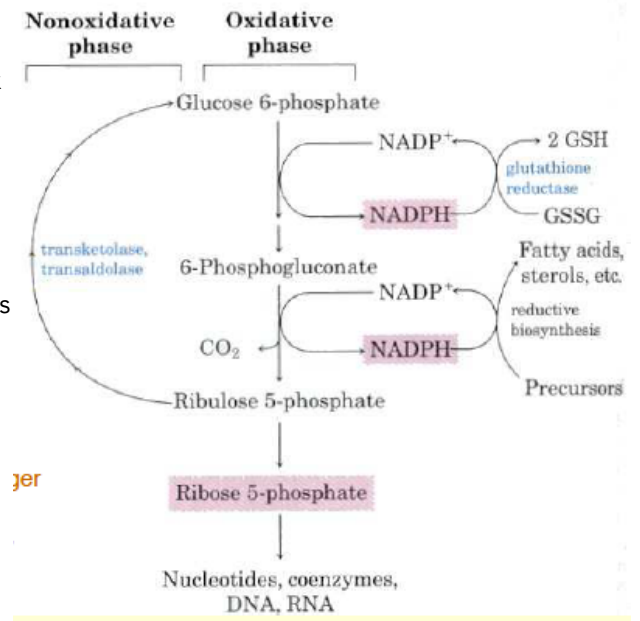 Nonoxidative
phase
Oxidative
phase
Glucose 6-phosphate
NADP+
2 GSH
glutathione
reductase
NADPH
GSSG
transketolase,
transaldolase
6-Phosphogluconate
Fatty acids,
sterols, etc.
NADP+
reductive
biosynthesis
s
CO₂
NADPH
Precursors
Ribulose 5-phosphate
ger
Ribose 5-phosphate
Nucleotides, coenzymes,
DNA, RNA